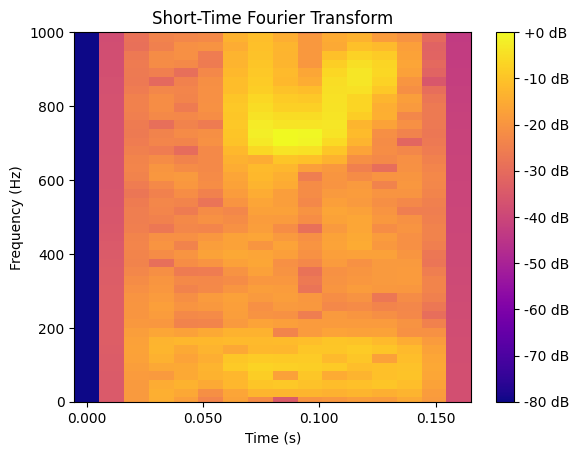 Short-Time Fourier Transform
Frequency (Hz)
1000
800
600
400
200
0
0.000 0.050 0.100 0.150
Time (s)
+0 dB
-10 dB
-20 dB
-30 dB
-40 dB
-50 dB
-60 dB
-70 dB
-80 dB